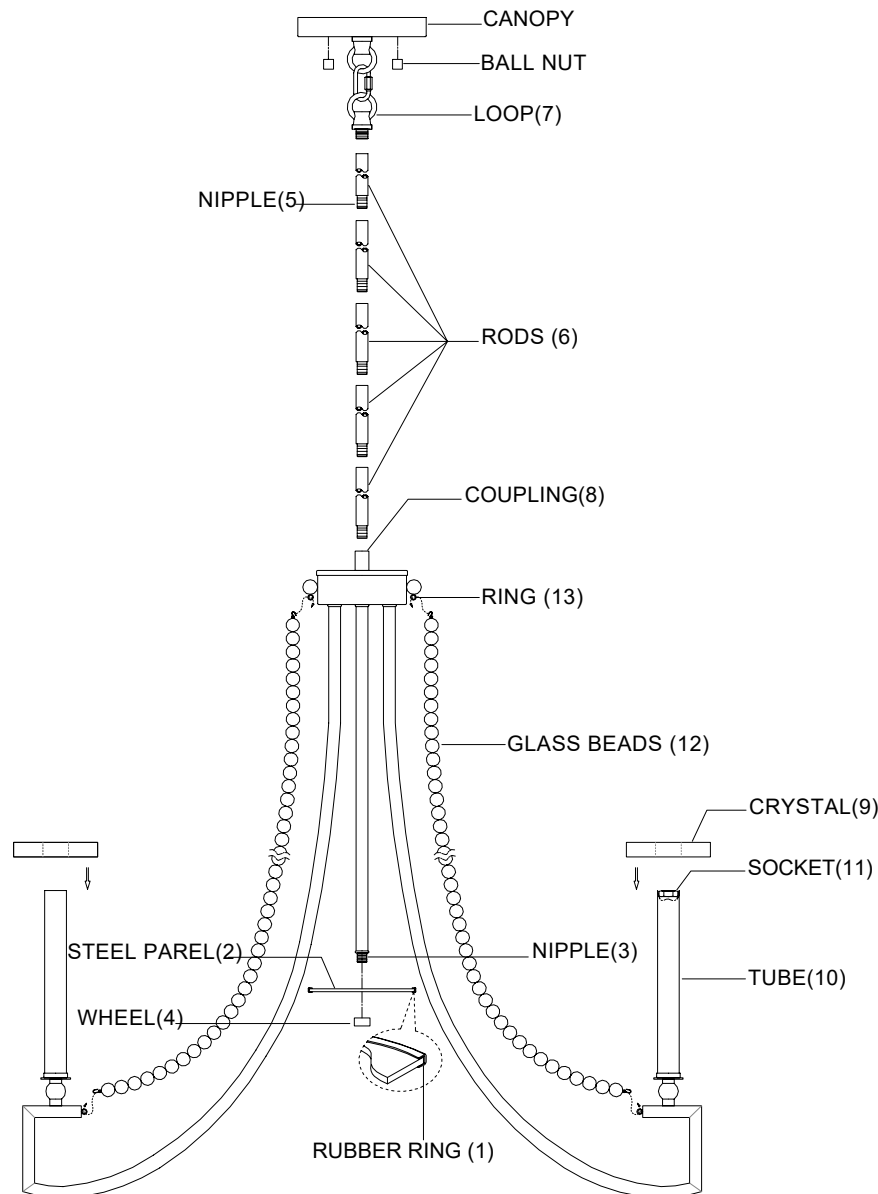 CANOPY
BALL NUT
LOOP(7)
NIPPLE(5)
RODS (6)
COUPLING(8)
RING (13)
GLASS BEADS (12)
CRYSTAL(9)
SOCKET(11)
STEEL PAREL(2)
NIPPLE(3)
TUBE(10)
WHEEL(4)
RUBBER RING (1)